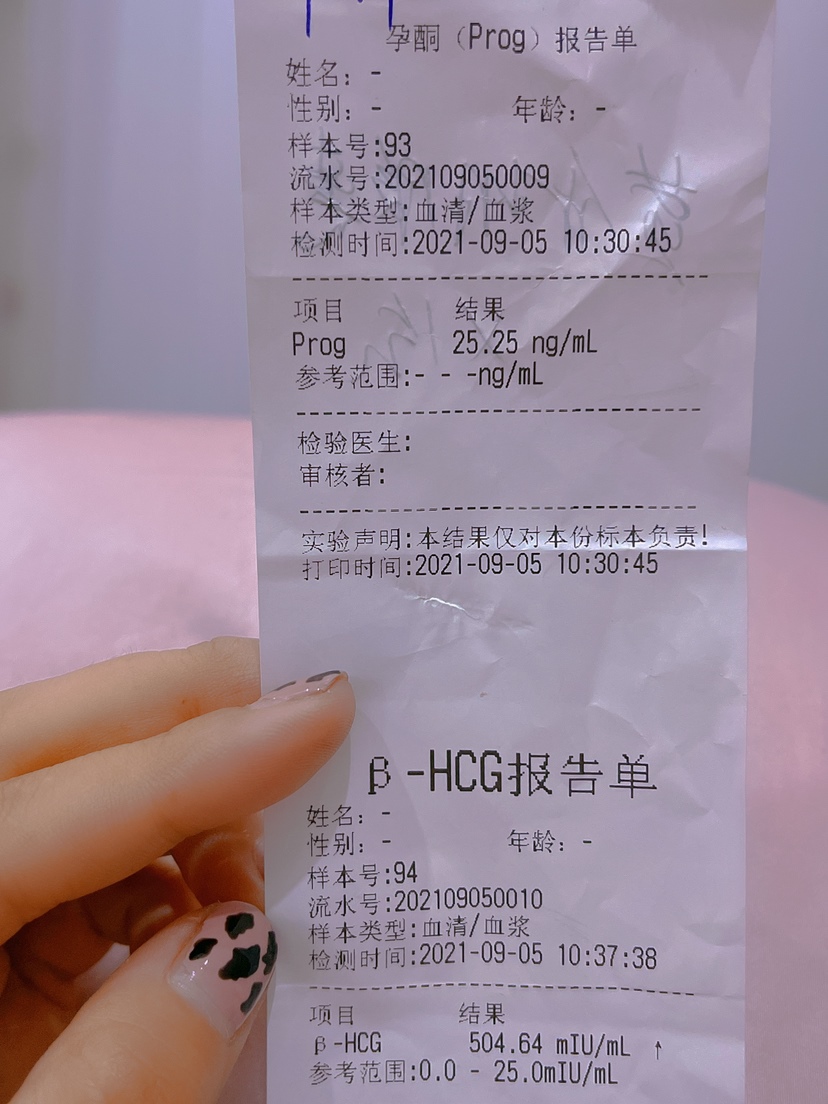 孕酮（Prog）报告单
姓名：-
性别：- 年龄：-
样本号:93
流水号:202109050009
样本类型:血清/血浆
检测时间:2021-09-05 10:30:45
项目 结果
Prog 25.25 ng/mL
参考范围:- - -ng/mL
检验医生:
审核者:
实验声明:本结果仅对本份标本负责!
打印时间:2021-09-05 10:30:45
β-HCG报告单
姓名：-
性别：- 年龄：-
样本号:94
流水号:202109050010
样本类型:血清/血浆
检测时间:2021-09-05 10:37:38
项目 结果
β-HCG 504.64 mIU/mL ↑
参考范围:0.0 - 25.0mIU/mL